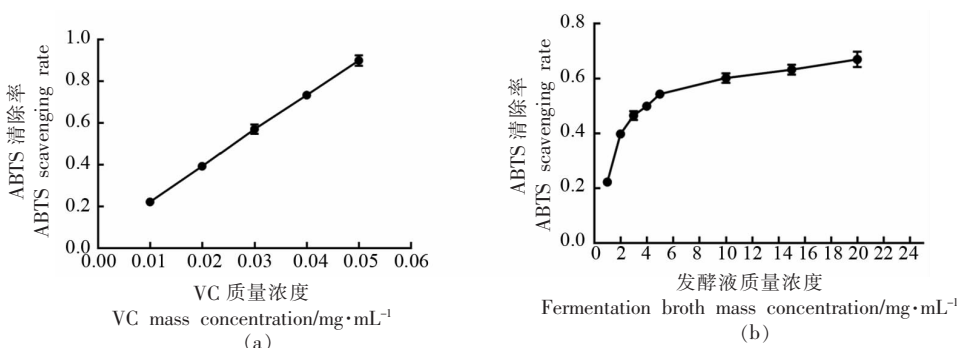 1.0
0.8
0.6
0.4
0.2
0.0
ABTS 清除率
ABTS scavenging rate
0.00 0.01 0.02 0.03 0.04 0.05 0.06
VC 质量浓度
VC mass concentration/mg·mL⁻¹
(a)
0.8
0.6
0.4
0.2
0.0
ABTS 清除率
ABTS scavenging rate
0 2 4 6 8 10 12 14 16 18 20 22 24
发酵液质量浓度
Fermentation broth mass concentration/mg·mL⁻¹
(b)